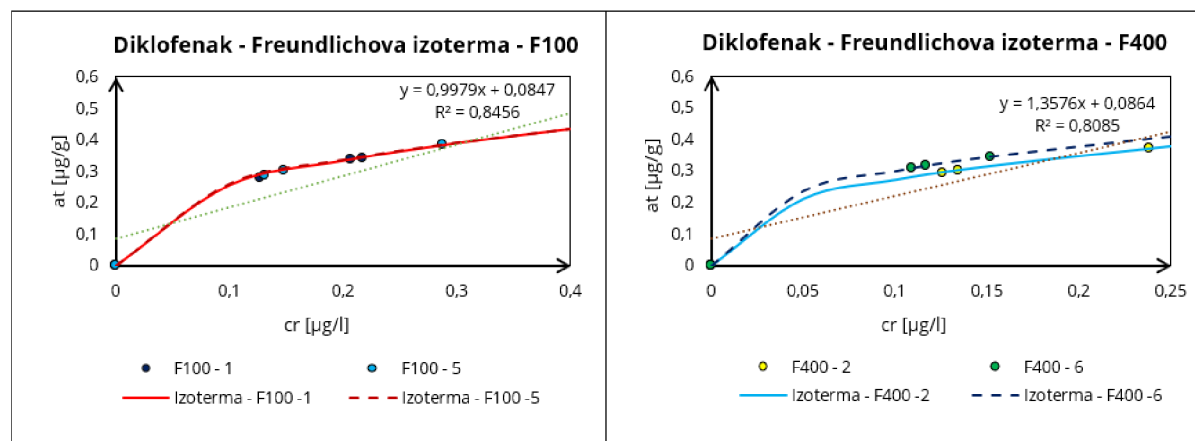 Diklofenak - Freundlichova izoterma - F100
y = 0,9979x + 0,0847
R² = 0,8456
at [µg/g]
0,6
0,5
0,4
0,3
0,2
0,1
0
0
0,1
0,2
0,3
0,4
cr [µg/l]
F100 - 1
F100 - 5
Izoterma - F100 -1
Izoterma - F100 -5
Diklofenak - Freundlichova izoterma - F400
y = 1,3576x + 0,0864
R² = 0,8085
at [µg/g]
0,6
0,5
0,4
0,3
0,2
0,1
0
0
0,05
0,1
0,15
0,2
0,25
cr [µg/l]
F400 - 2
F400 - 6
Izoterma - F400 -2
Izoterma - F400 -6